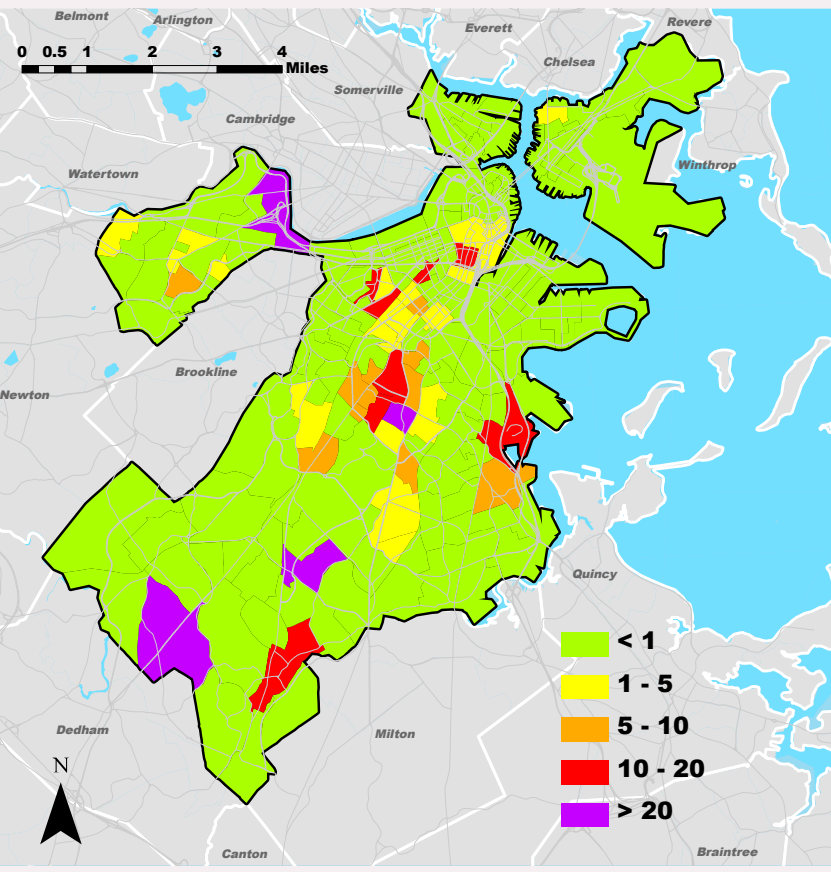 Belmont
Arlington
Revere
Everett
0 0.5 1 2 3 4
Miles
Chelsea
Somerville
Cambridge
Watertown
Winthrop
Brookline
Newton
Quincy
< 1
1 - 5
5 - 10
10 - 20
> 20
Dedham
Milton
N
Canton
Braintree